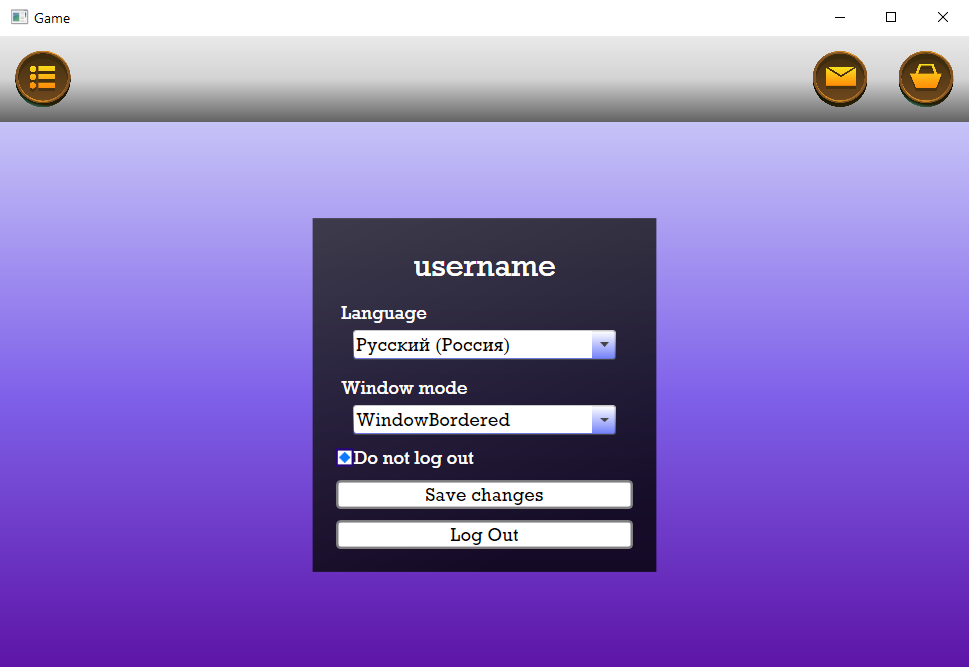 Game
username
Language
Русский (Россия)
Window mode
WindowBordered
Do not log out
Save changes
Log Out